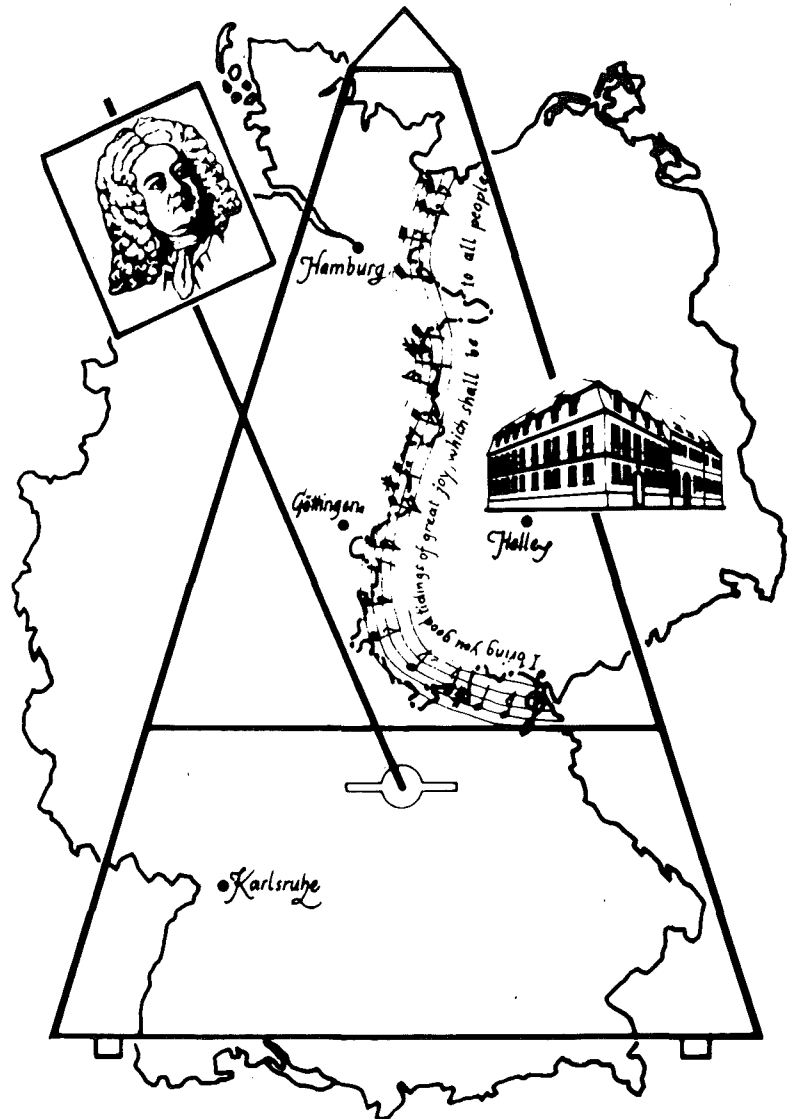 Hamburg
I bring you good tidings of great joy, which shall be to all people
Göttingen
Halle
Karlsruhe